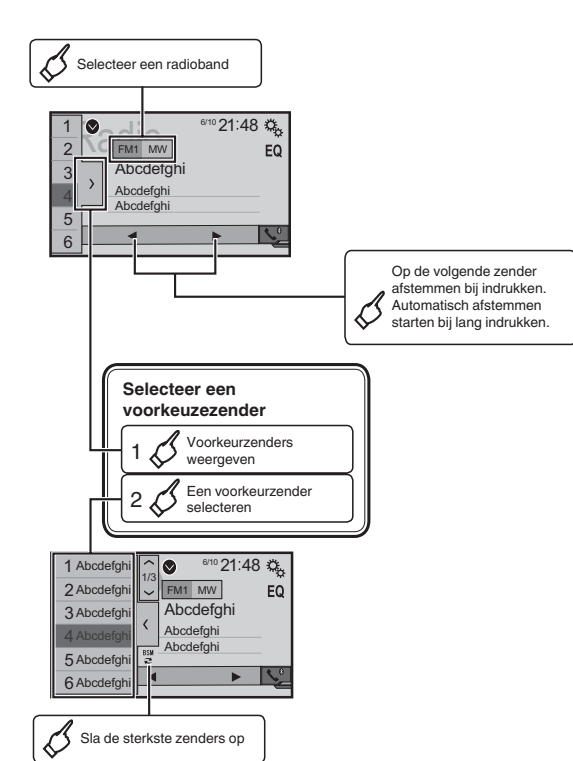 Selecteer een radioband
Radio
6/10 21:48
1
2
3
4
5
6
FM1 MW
EQ
Abcdefghi
Abcdefghi
Abcdefghi
Op de volgende zender
afstemmen bij indrukken.
Automatisch afstemmen
starten bij lang indrukken.
Selecteer een
voorkeuzezender
1 Voorkeurzenders
weergeven
2 Een voorkeurzender
selecteren
1 Abcdefghi
2 Abcdefghi
3 Abcdefghi
4 Abcdefghi
5 Abcdefghi
6 Abcdefghi
1/3
BSM
6/10 21:48
FM1 MW
EQ
Abcdefghi
Abcdefghi
Abcdefghi
Sla de sterkste zenders op